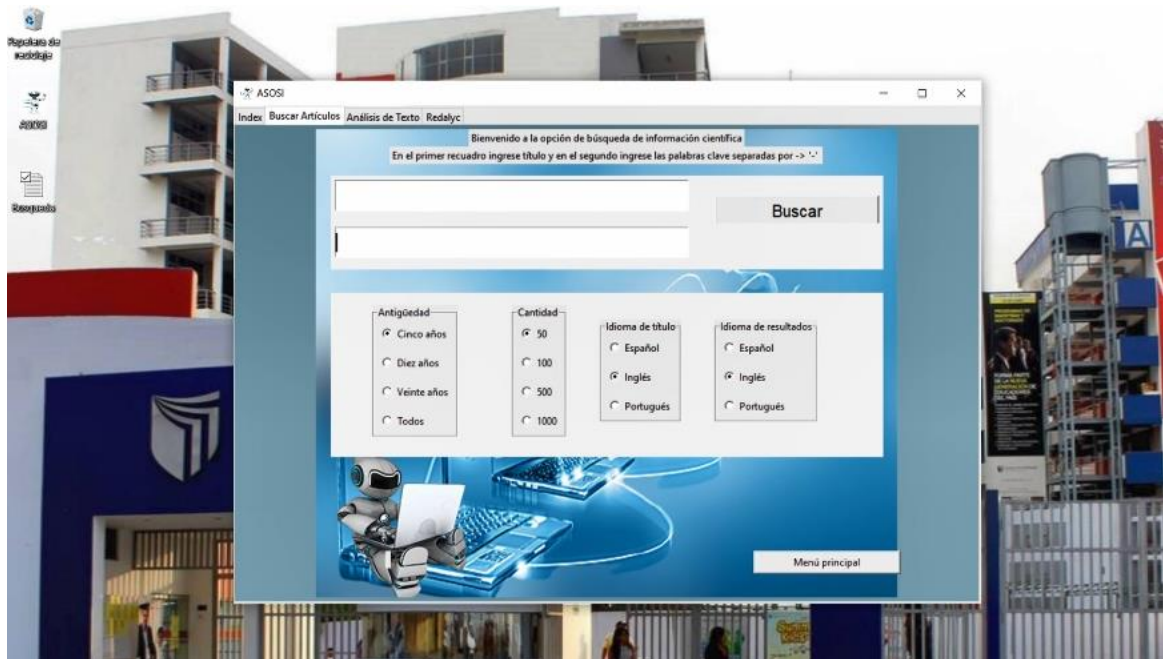 Papelera de
reciclaje
ASOSI
Busqueda
ASOSI
Index Buscar Artículos Análisis de Texto Redalyc
Bienvenido a la opción de búsqueda de información científica
En el primer recuadro ingrese título y en el segundo ingrese las palabras clave separadas por -> '-'
Buscar
Antigüedad
Cinco años
Diez años
Veinte años
Todos
Cantidad
50
100
500
1000
Idioma de título
Español
Inglés
Portugués
Idioma de resultados
Español
Inglés
Portugués
Menú principal
A